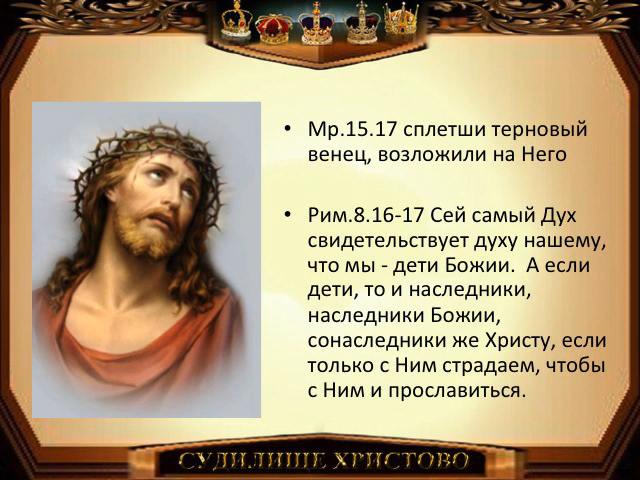 • Мр.15.17 сплетши терновый
венец, возложили на Него
• Рим.8.16-17 Сей самый Дух
свидетельствует духу нашему,
что мы - дети Божии.  А если
дети, то и наследники,
наследники Божии,
сонаследники же Христу, если
только с Ним страдаем, чтобы
с Ним и прославиться.
СУДИЛИЩЕ ХРИСТОВО